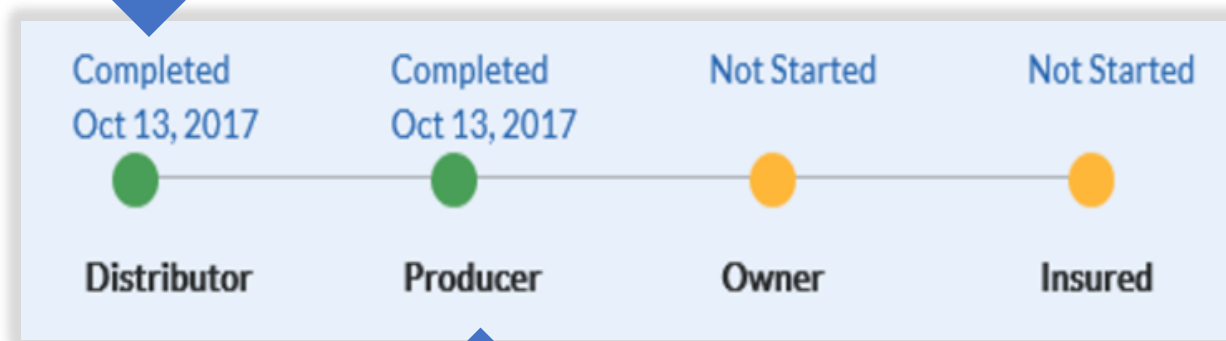 Completed
Oct 13, 2017
Distributor
Completed
Oct 13, 2017
Producer
Not Started
Owner
Not Started
Insured